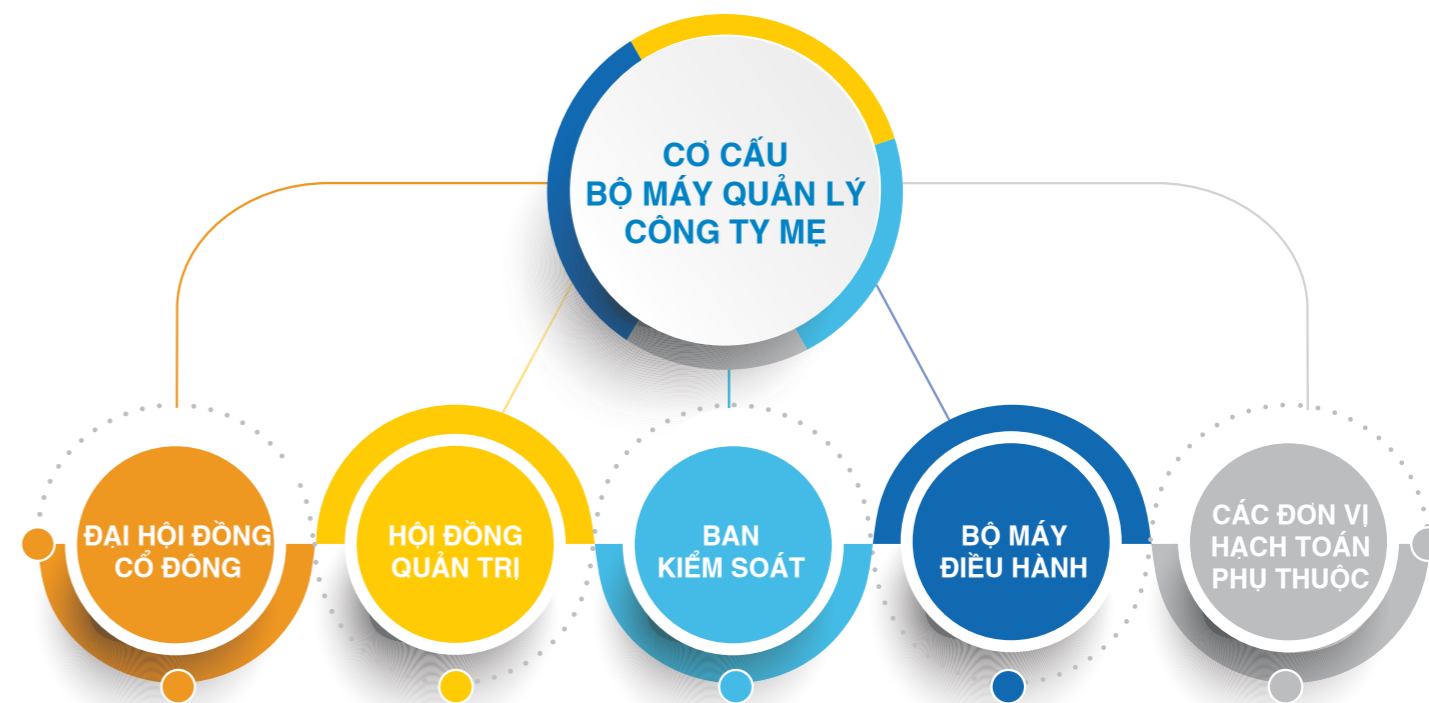 CƠ CẤU
BỘ MÁY QUẢN LÝ
CÔNG TY MẸ
ĐẠI HỘI ĐỒNG
CỔ ĐÔNG
HỘI ĐỒNG
QUẢN TRỊ
BAN
KIỂM SOÁT
BỘ MÁY
ĐIỀU HÀNH
CÁC ĐƠN VỊ
HẠCH TOÁN
PHỤ THUỘC